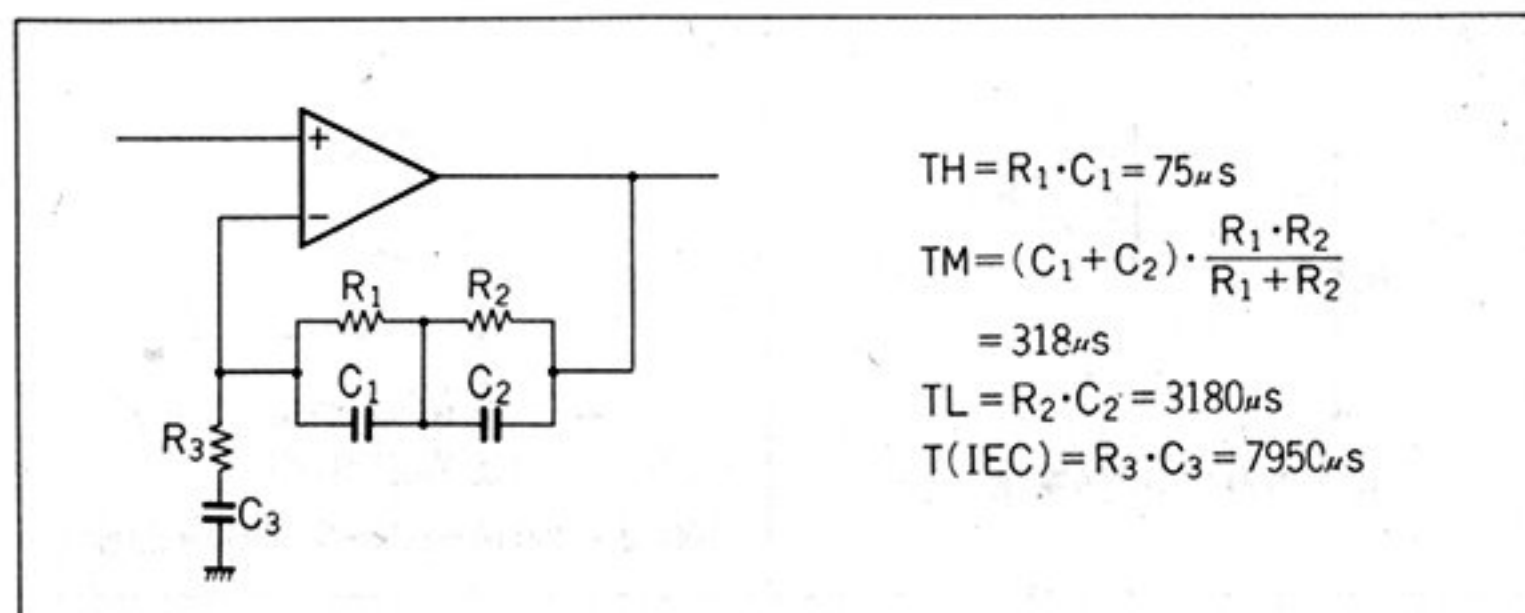 +
−
R₁ R₂
C₁ C₂
R₃
C₃
TH = R₁·C₁ = 75μs
TM = (C₁ + C₂)· R₁·R₂ / R₁ + R₂
= 318μs
TL = R₂·C₂ = 3180μs
T(IEC) = R₃·C₃ = 7950μs